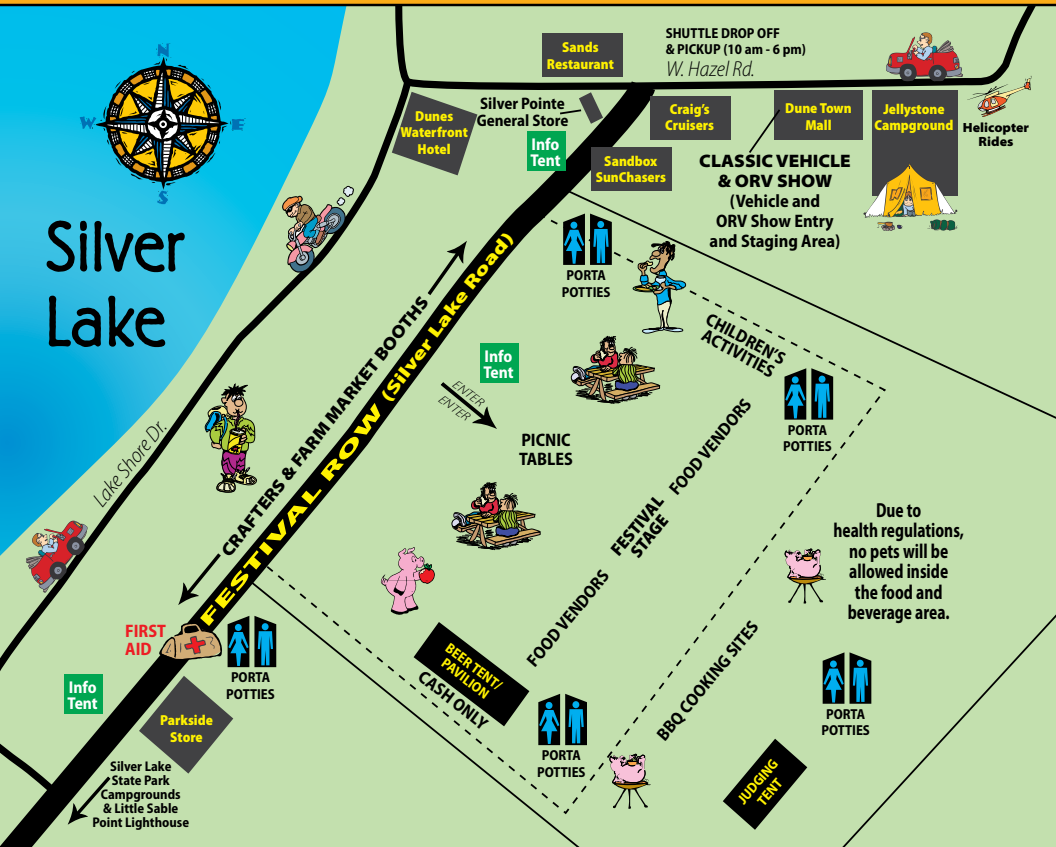 N
W
E
S
Silver
Lake
Sands
Restaurant
SHUTTLE DROP OFF
& PICKUP (10 am - 6 pm)
W. Hazel Rd.
Dunes
Waterfront
Hotel
Silver Pointe
General Store
Info
Tent
Craig's
Cruisers
Dune Town
Mall
Jellystone
Campground
Helicopter
Rides
Sandbox
SunChasers
CLASSIC VEHICLE
& ORV SHOW
(Vehicle and
ORV Show Entry
and Staging Area)
PORTA
POTTIES
CHILDREN'S
ACTIVITIES
Info
Tent
ENTER
ENTER
PICNIC
TABLES
PORTA
POTTIES
CRAFTERS & FARM MARKET BOOTHS
FESTIVAL ROW (Silver Lake Road)
Lake Shore Dr.
FOOD VENDORS
FESTIVAL
STAGE
FOOD VENDORS
Due to
health regulations,
no pets will be
allowed inside
the food and
beverage area.
FIRST
AID
PORTA
POTTIES
Info
Tent
Parkside
Store
BEER TENT/
PAVILION
CASH ONLY
PORTA
POTTIES
BBQ COOKING SITES
PORTA
POTTIES
JUDGING
TENT
Silver Lake
State Park
Campgrounds
& Little Sable
Point Lighthouse